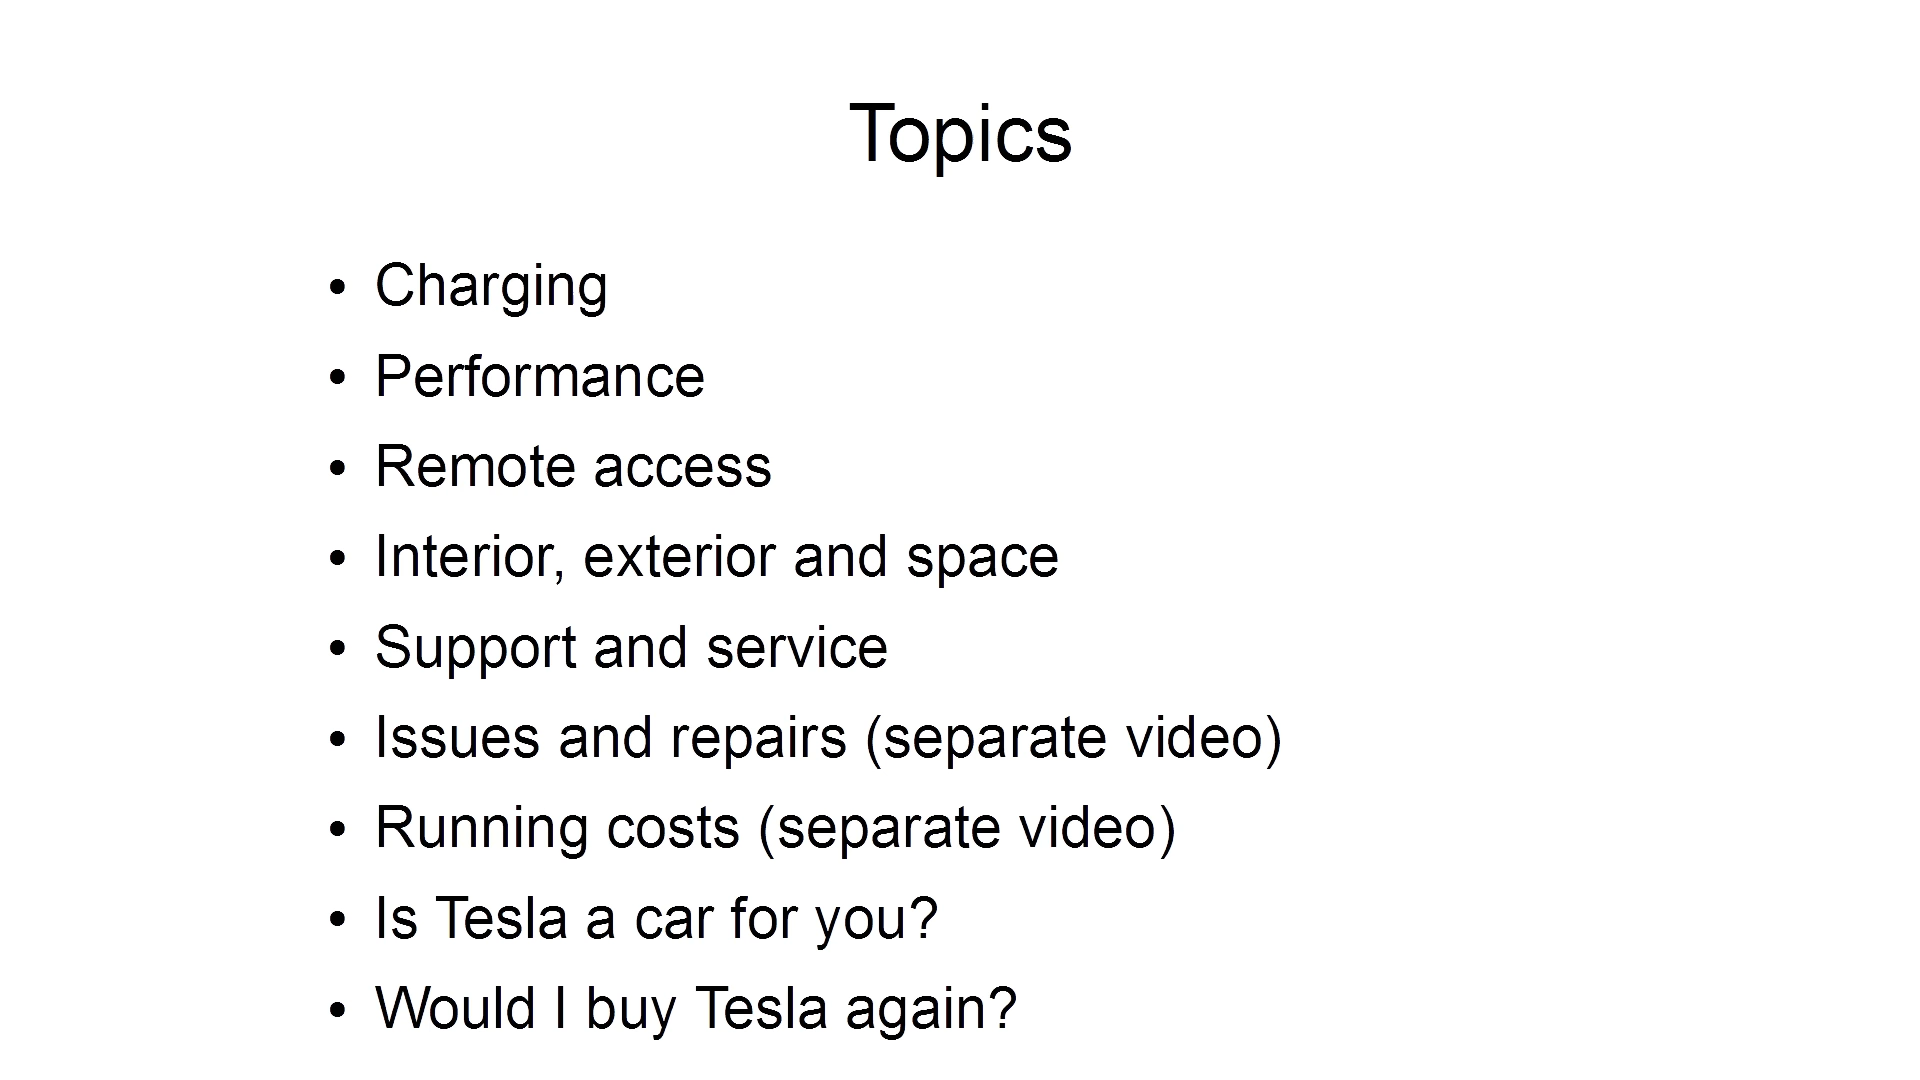 Topics
• Charging
• Performance
• Remote access
• Interior, exterior and space
• Support and service
• Issues and repairs (separate video)
• Running costs (separate video)
• Is Tesla a car for you?
• Would I buy Tesla again?